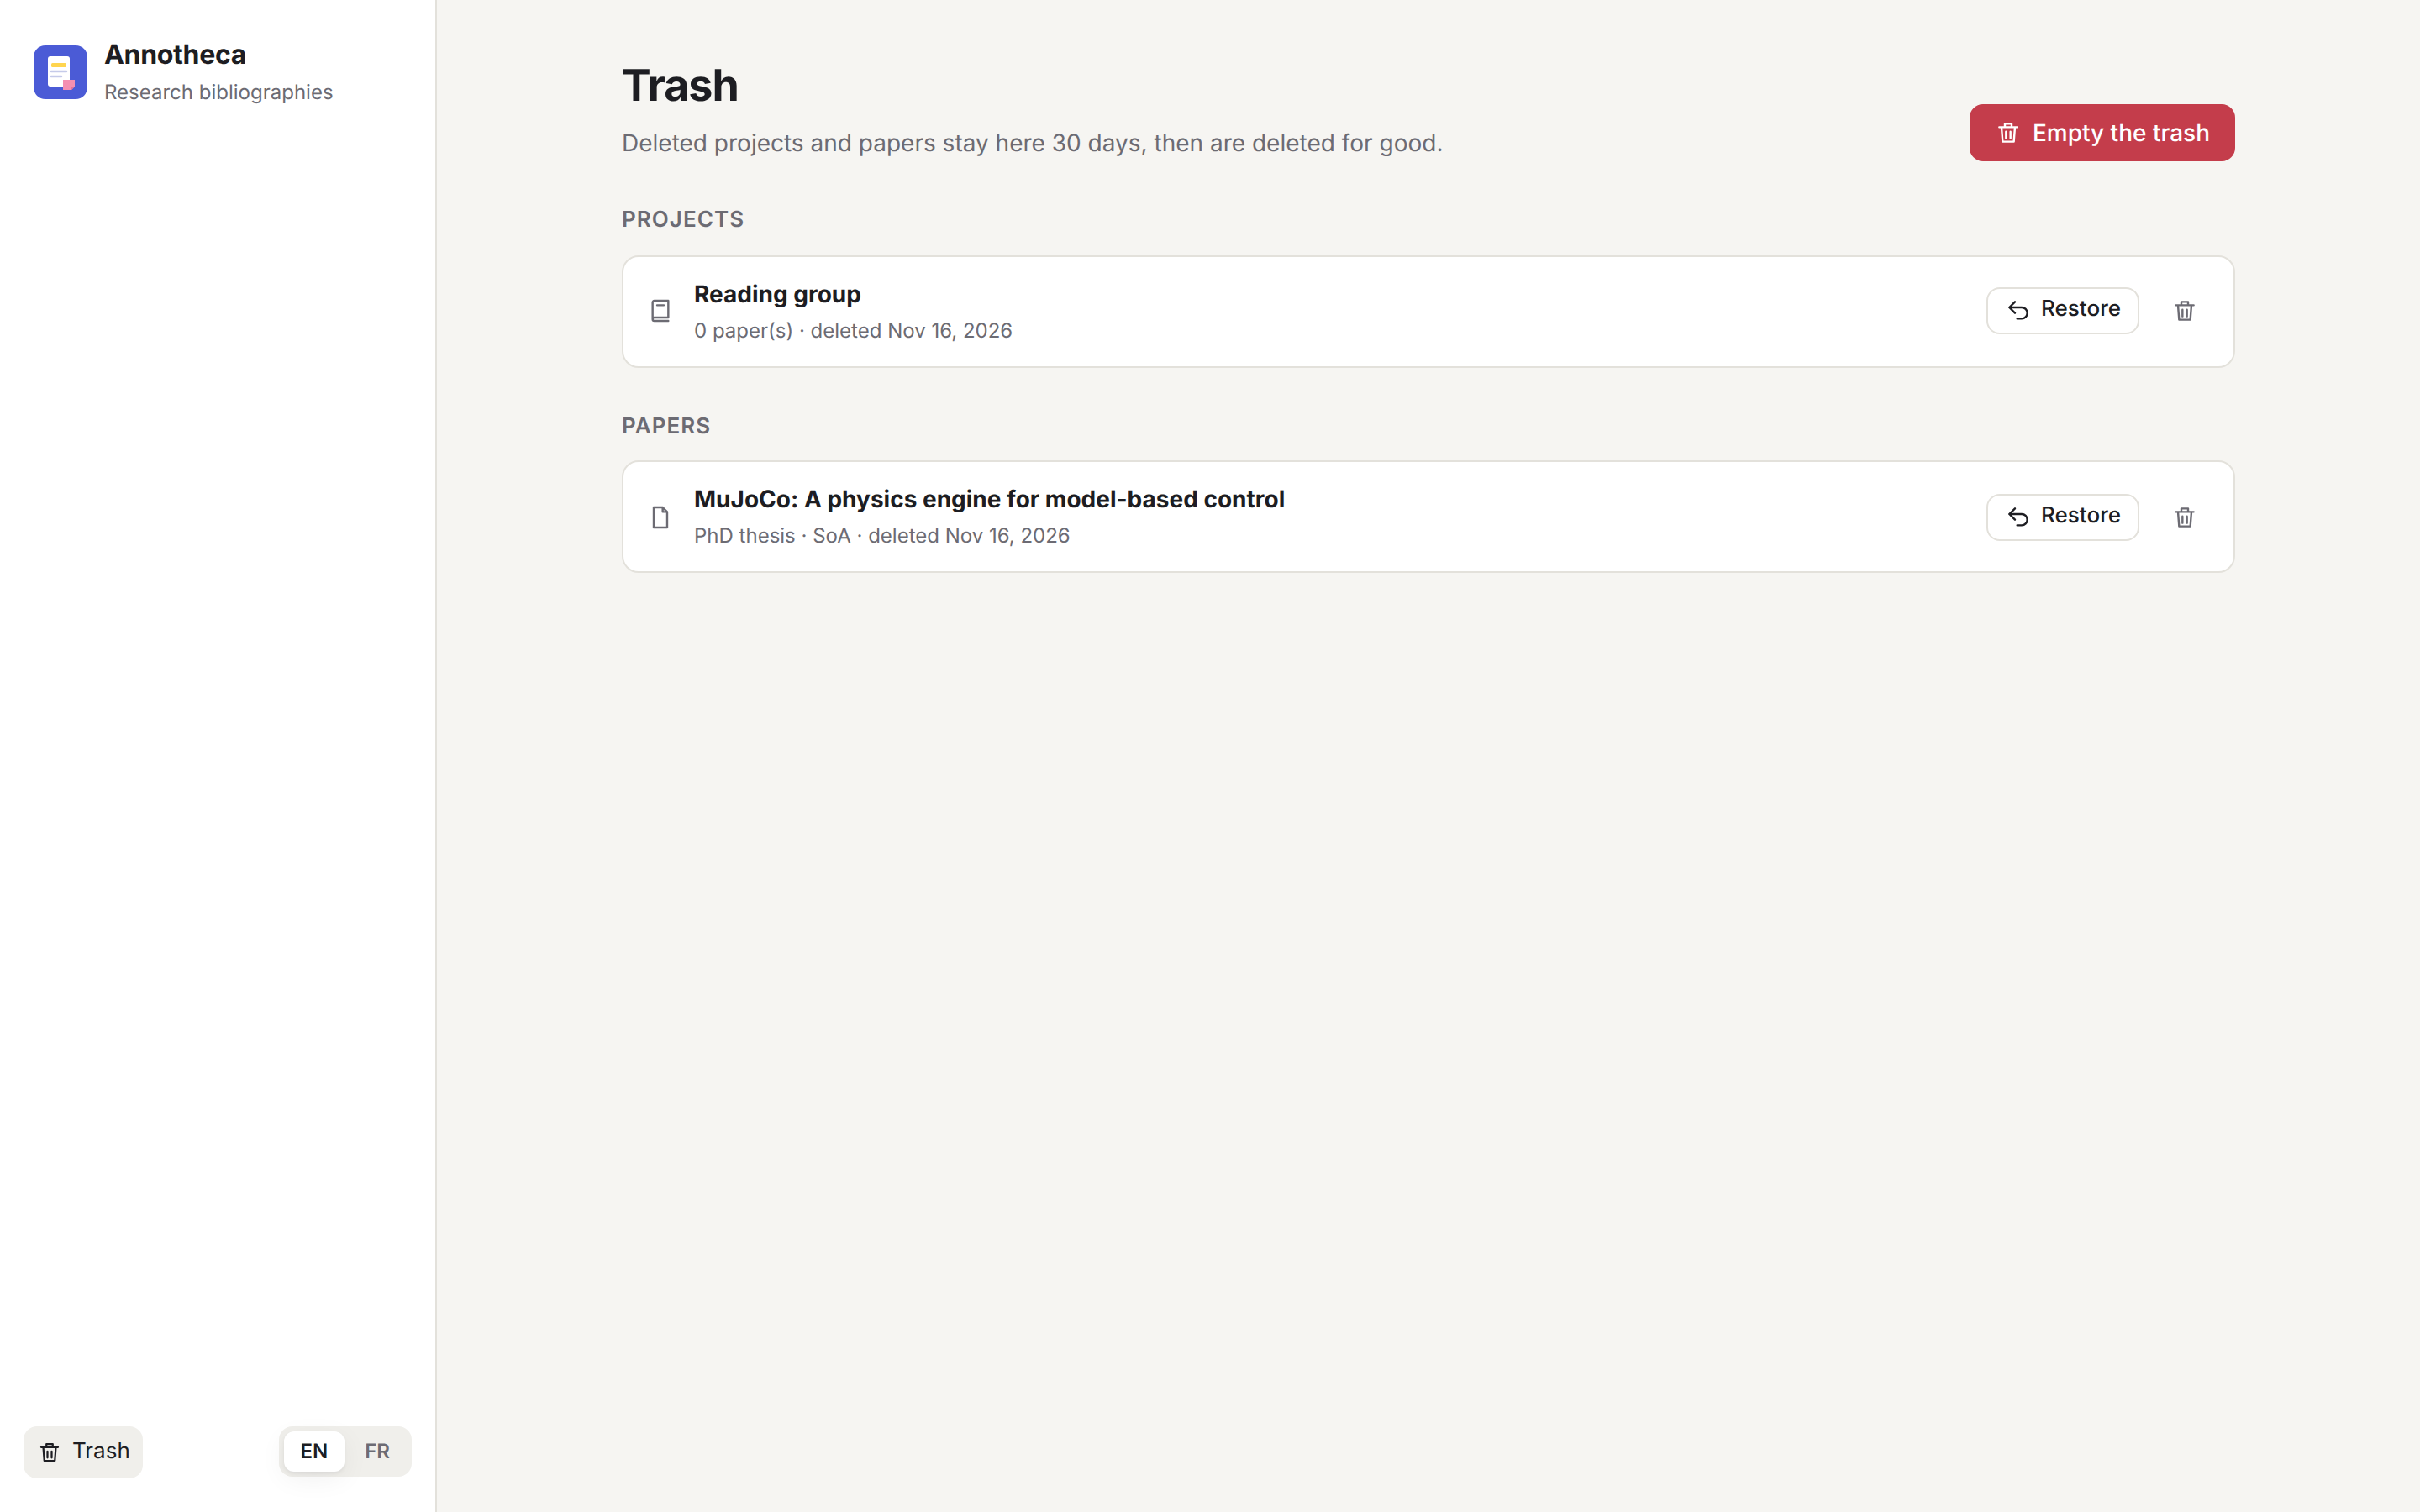 Annotheca
Research bibliographies
Trash
Deleted projects and papers stay here 30 days, then are deleted for good.
Empty the trash
PROJECTS
Reading group
0 paper(s) · deleted Nov 16, 2026
Restore
PAPERS
MuJoCo: A physics engine for model-based control
PhD thesis · SoA · deleted Nov 16, 2026
Restore
Trash
EN FR